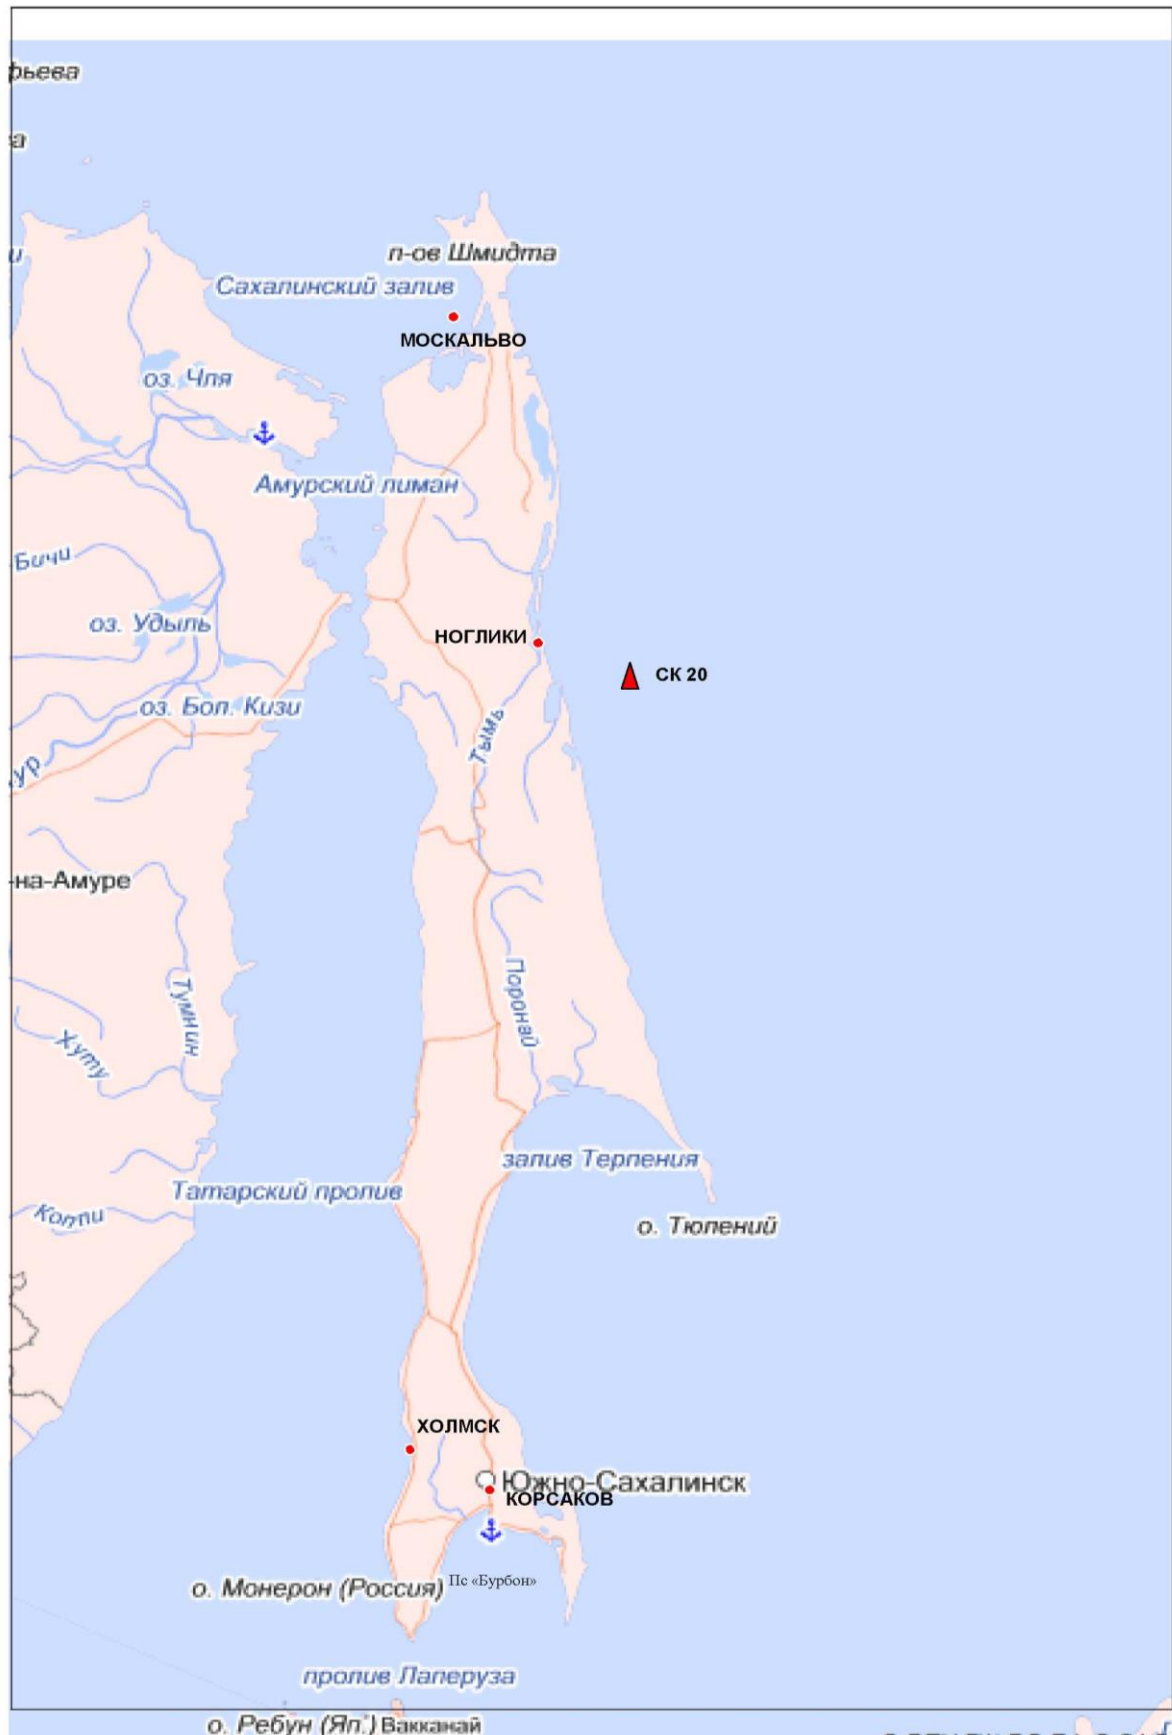 рьева
а
и
п-ов Шмидта
Сахалинский залив
МОСКАЛЬВО
оз. Чля
Амурский лиман
Бичи
оз. Удыль
НОГЛИКИ
СК 20
оз. Бол. Кизи
Тымь
ур
-на-Амуре
Поронай
Тумнин
Хуту
залив Терпения
Татарский пролив
Коппи
о. Тюлений
ХОЛМСК
Южно-Сахалинск
КОРСАКОВ
Пс «Бурбон»
о. Монерон (Россия)
пролив Лаперуза
о. Ребун (Яп.) Вакканай